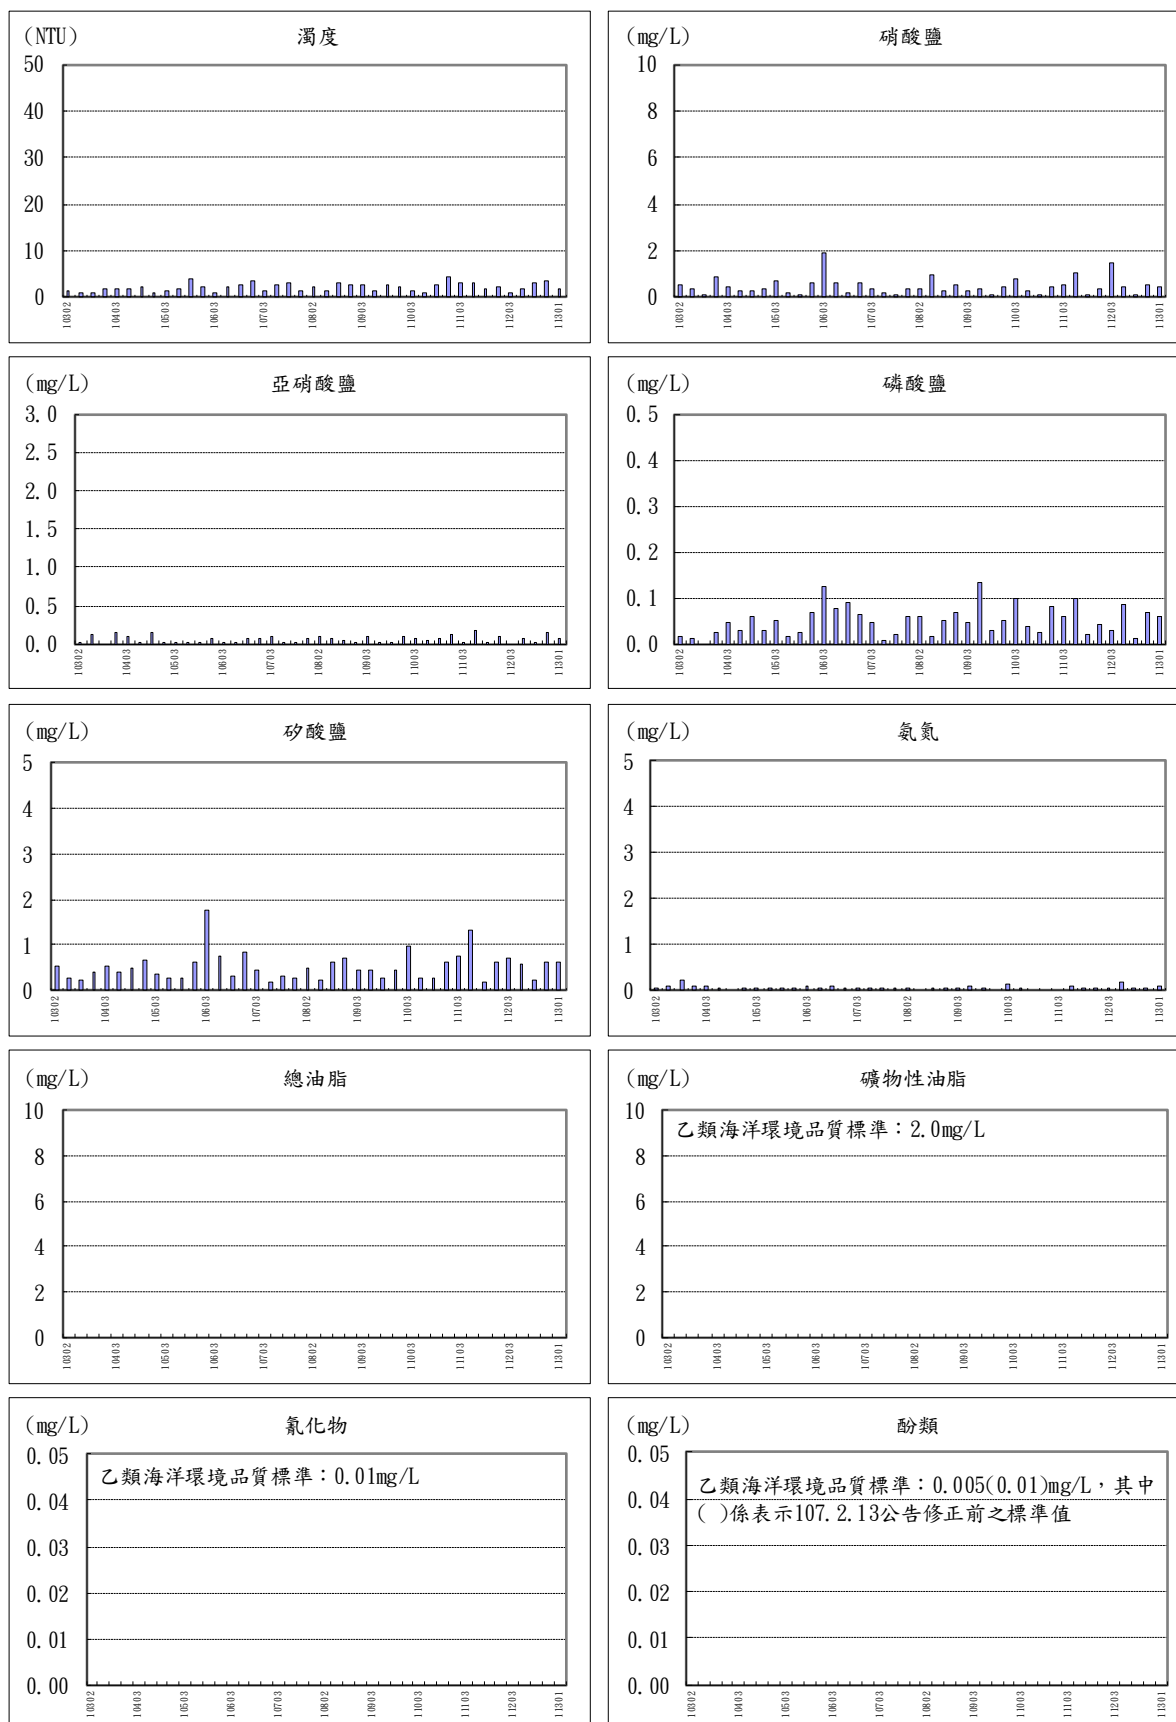 (NTU) 濁度
50
40
30
20
10
0
10302 10403 10503 10603 10703 10802 10903 11003 11103 11203 11301
(mg/L) 硝酸鹽
10
8
6
4
2
0
10302 10403 10503 10603 10703 10802 10903 11003 11103 11203 11301
(mg/L) 亞硝酸鹽
3.0
2.5
2.0
1.5
1.0
0.5
0.0
10302 10403 10503 10603 10703 10802 10903 11003 11103 11203 11301
(mg/L) 磷酸鹽
0.5
0.4
0.3
0.2
0.1
0.0
10302 10403 10503 10603 10703 10802 10903 11003 11103 11203 11301
(mg/L) 矽酸鹽
5
4
3
2
1
0
10302 10403 10503 10603 10703 10802 10903 11003 11103 11203 11301
(mg/L) 氨氮
5
4
3
2
1
0
10302 10403 10503 10603 10703 10802 10903 11003 11103 11203 11301
(mg/L) 總油脂
10
8
6
4
2
0
10302 10403 10503 10603 10703 10802 10903 11003 11103 11203 11301
(mg/L) 礦物性油脂
乙類海洋環境品質標準：2.0mg/L
10
8
6
4
2
0
10302 10403 10503 10603 10703 10802 10903 11003 11103 11203 11301
(mg/L) 氰化物
乙類海洋環境品質標準：0.01mg/L
0.05
0.04
0.03
0.02
0.01
0.00
10302 10403 10503 10603 10703 10802 10903 11003 11103 11203 11301
(mg/L) 酚類
乙類海洋環境品質標準：0.005(0.01)mg/L，其中
( )係表示107.2.13公告修正前之標準值
0.05
0.04
0.03
0.02
0.01
0.00
10302 10403 10503 10603 10703 10802 10903 11003 11103 11203 11301